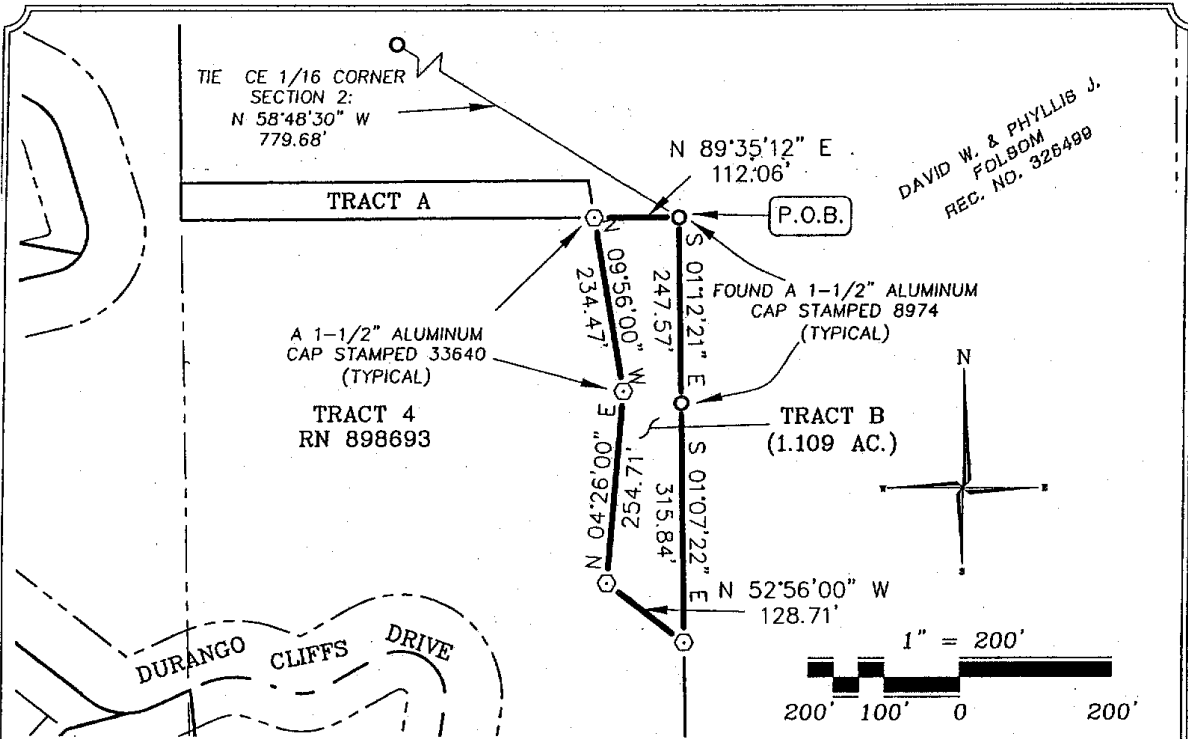 TIE CE 1/16 CORNER
SECTION 2:
N 58°48'30" W
779.68'
N 89°35'12" E
112.06'
DAVID W. & PHYLLIS J.
FOLSOM
REC. NO. 326499
TRACT A
P.O.B.
N 09°56'00" W
234.47'
S 01°12'21" E
247.57'
FOUND A 1-1/2" ALUMINUM
CAP STAMPED 8974
(TYPICAL)
A 1-1/2" ALUMINUM
CAP STAMPED 33640
(TYPICAL)
TRACT 4
RN 898693
N
W
E
S
TRACT B
(1.109 AC.)
N 04°26'00" E
254.71'
S 01°07'22" E
315.84'
N 52°56'00" W
128.71'
DURANGO CLIFFS DRIVE
1" = 200'
200' 100' 0 200'